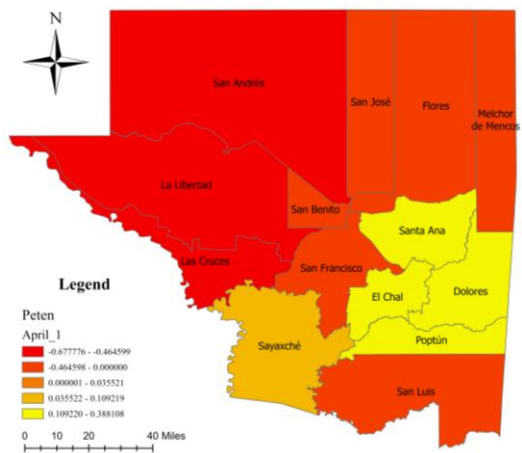 N
San Andrés
San José
Flores
Melchor
de Mencos
La Libertad
San Benito
Santa Ana
Las Cruces
San Francisco
El Chal
Dolores
Sayaxché
Poptún
San Luis
Legend
Peten
April_1
-0.677776 - -0.464599
-0.464598 - 0.000000
0.000001 - 0.035521
0.035522 - 0.109219
0.109220 - 0.388108
0 10 20 40 Miles